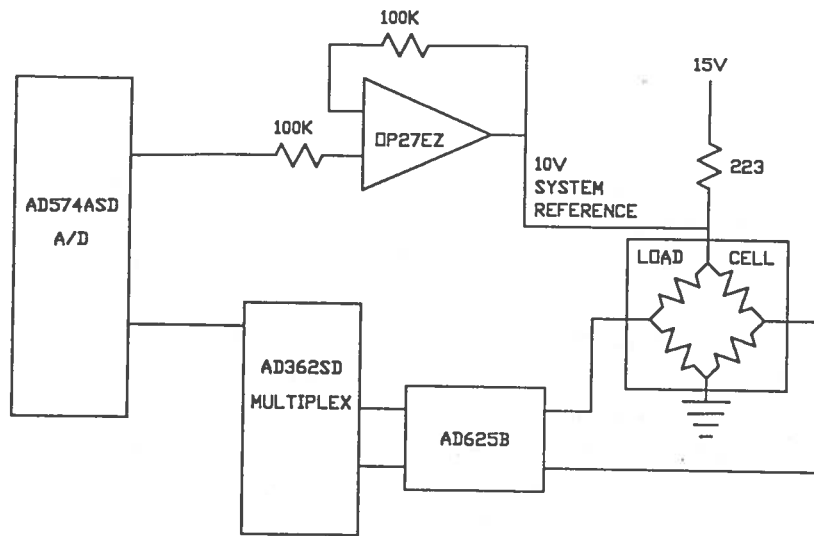 100K
15V
100K
OP27EZ
223
10V
SYSTEM
REFERENCE
AD574ASD
A/D
LOAD CELL
AD362SD
MULTIPLEX
AD625B